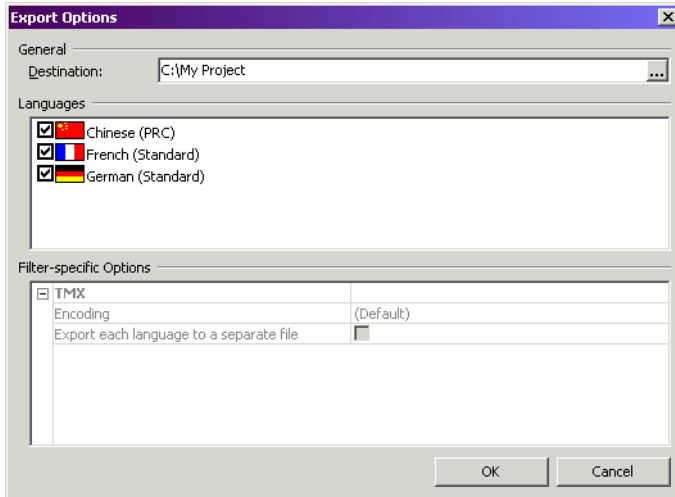 Export Options
General
Destination: C:\My Project ...
Languages
Chinese (PRC)
French (Standard)
German (Standard)
Filter-specific Options
TMX
Encoding (Default)
Export each language to a separate file
OK Cancel